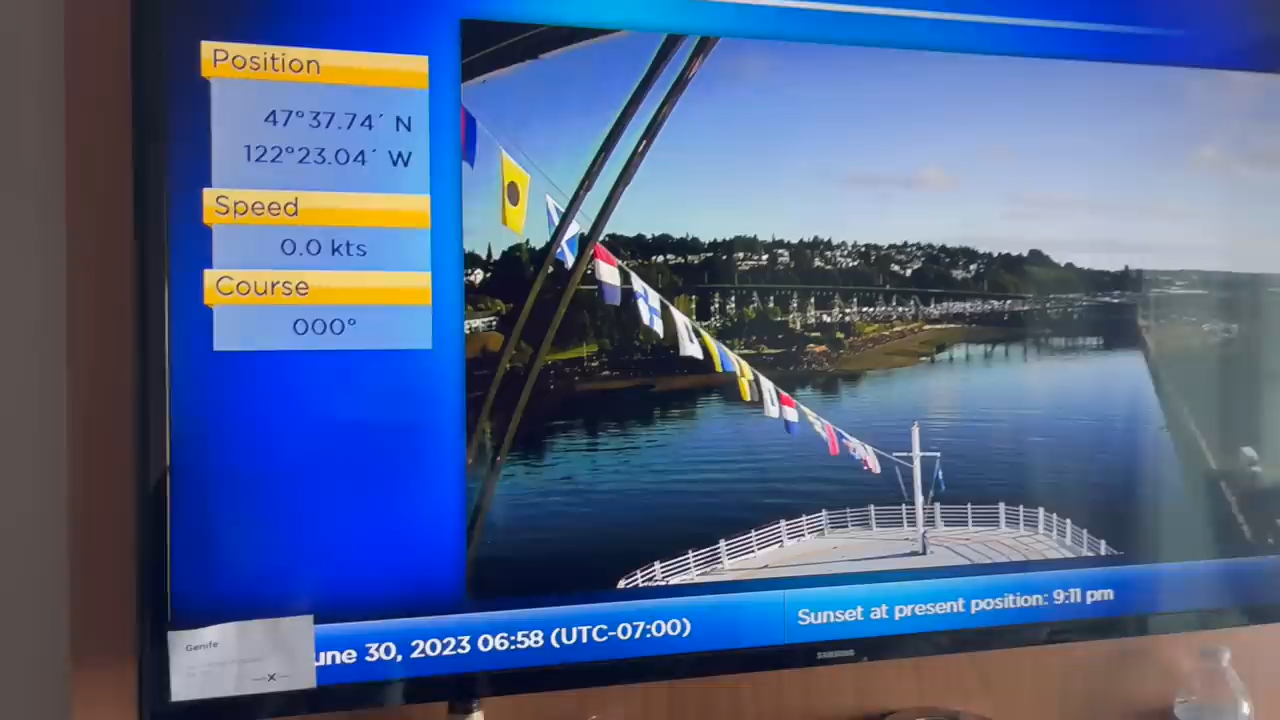 Position
47°37.74´ N
122°23.04´ W
Speed
0.0 kts
Course
000°
une 30, 2023 06:58 (UTC-07:00)
Sunset at present position: 9:11 pm
SAMSUNG